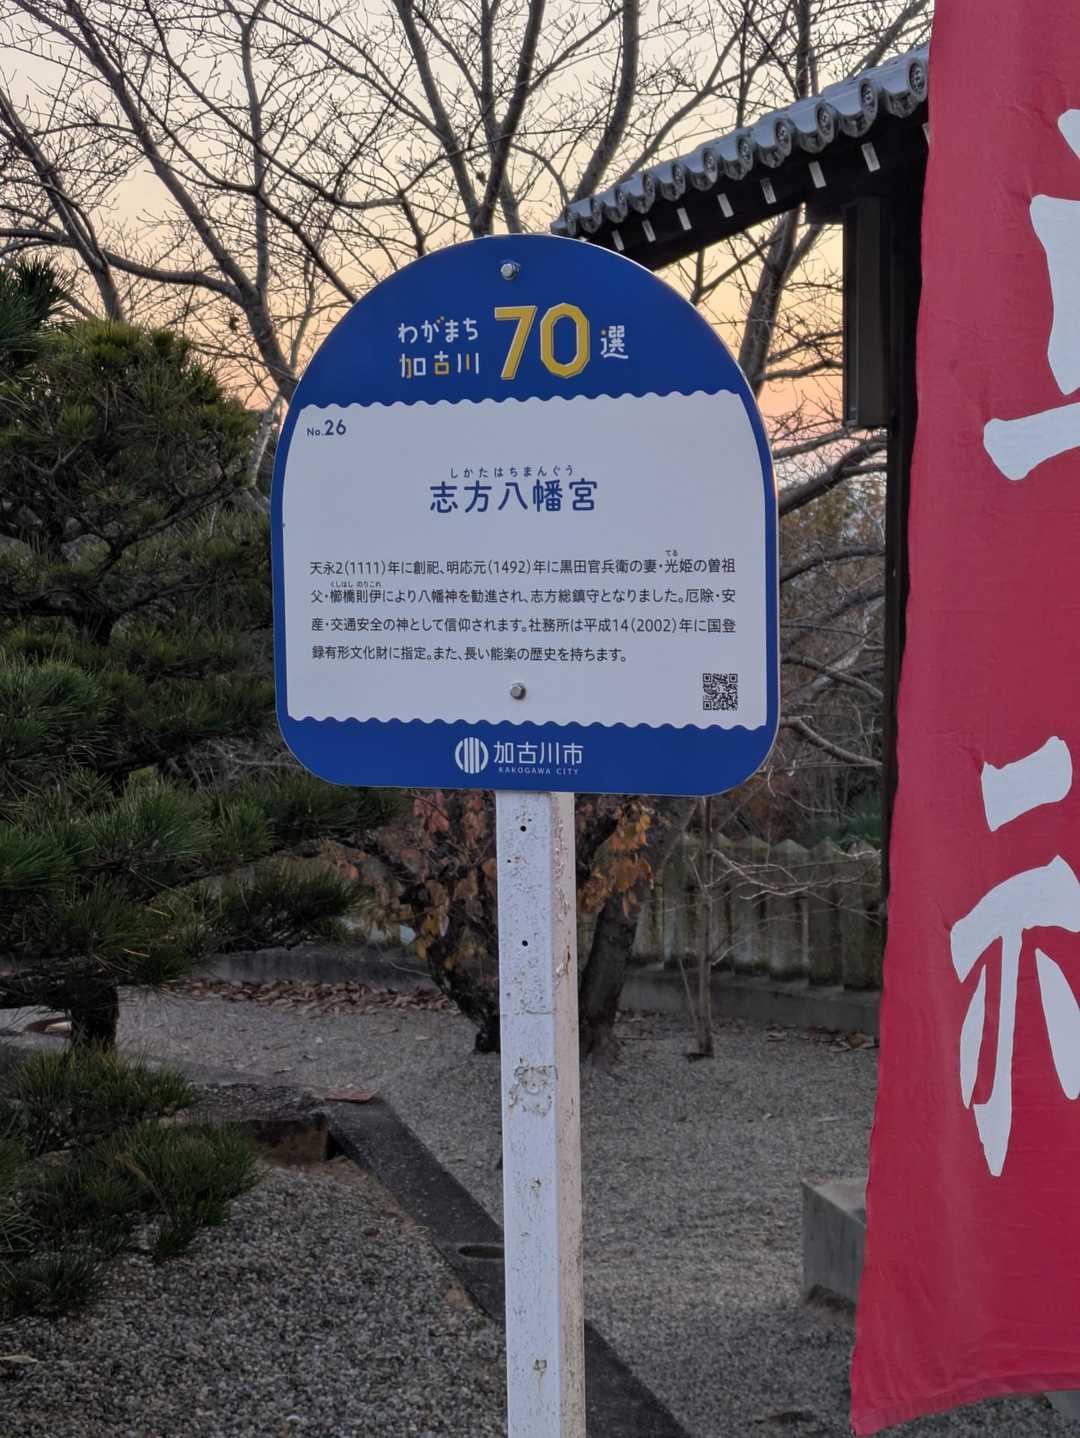 わがまち
加古川
70選
No.26
しかたはちまんぐう
志方八幡宮
てる
天永2(1111)年に創祀、明応元(1492)年に黒田官兵衛の妻・光姫の曽祖
くしはし のりこれ
父・櫛橋則伊により八幡神を勧進され、志方総鎮守となりました。厄除・安
産・交通安全の神として信仰されます。社務所は平成14(2002)年に国登
録有形文化財に指定。また、長い能楽の歴史を持ちます。
加古川市
KAKOGAWA CITY